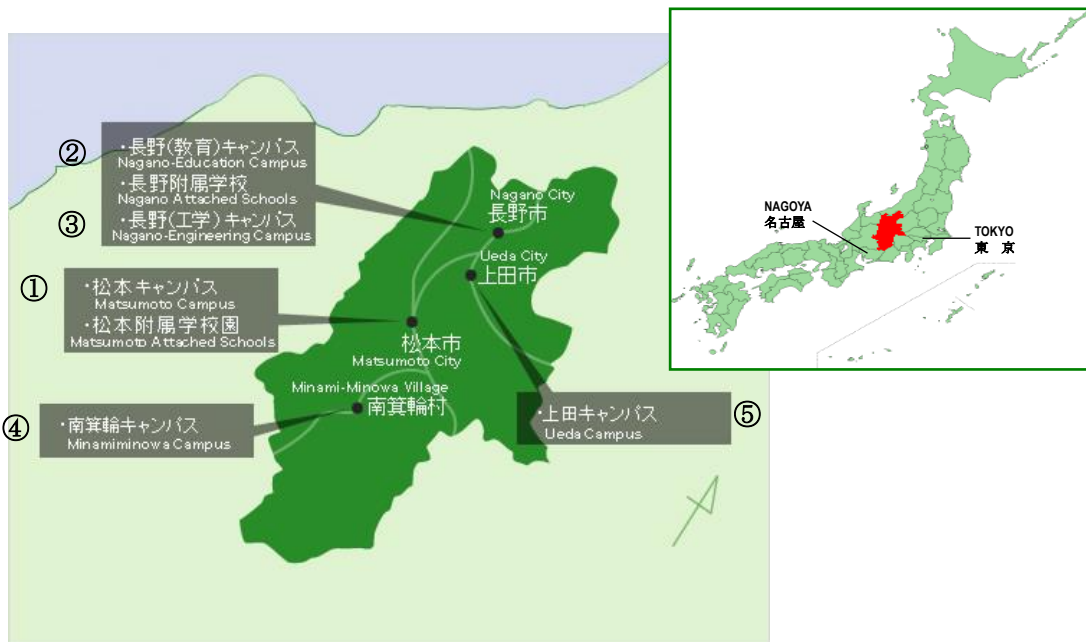 ②
・長野(教育)キャンパス
Nagano-Education Campus
・長野附属学校
Nagano Attached Schools
③
・長野(工学)キャンパス
Nagano-Engineering Campus
①
・松本キャンパス
Matsumoto Campus
・松本附属学校園
Matsumoto Attached Schools
④
・南箕輪キャンパス
Minamiminowa Campus
Nagano City
長野市
Ueda City
上田市
松本市
Matsumoto City
Minami-Minowa Village
南箕輪村
⑤
・上田キャンパス
Ueda Campus
NAGOYA
名古屋
TOKYO
東 京